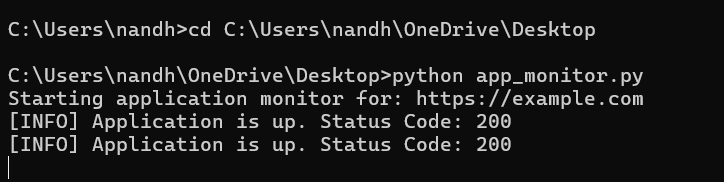 C:\Users\nandh>cd C:\Users\nandh\OneDrive\Desktop
C:\Users\nandh\OneDrive\Desktop>python app_monitor.py
Starting application monitor for: https://example.com
[INFO] Application is up. Status Code: 200
[INFO] Application is up. Status Code: 200